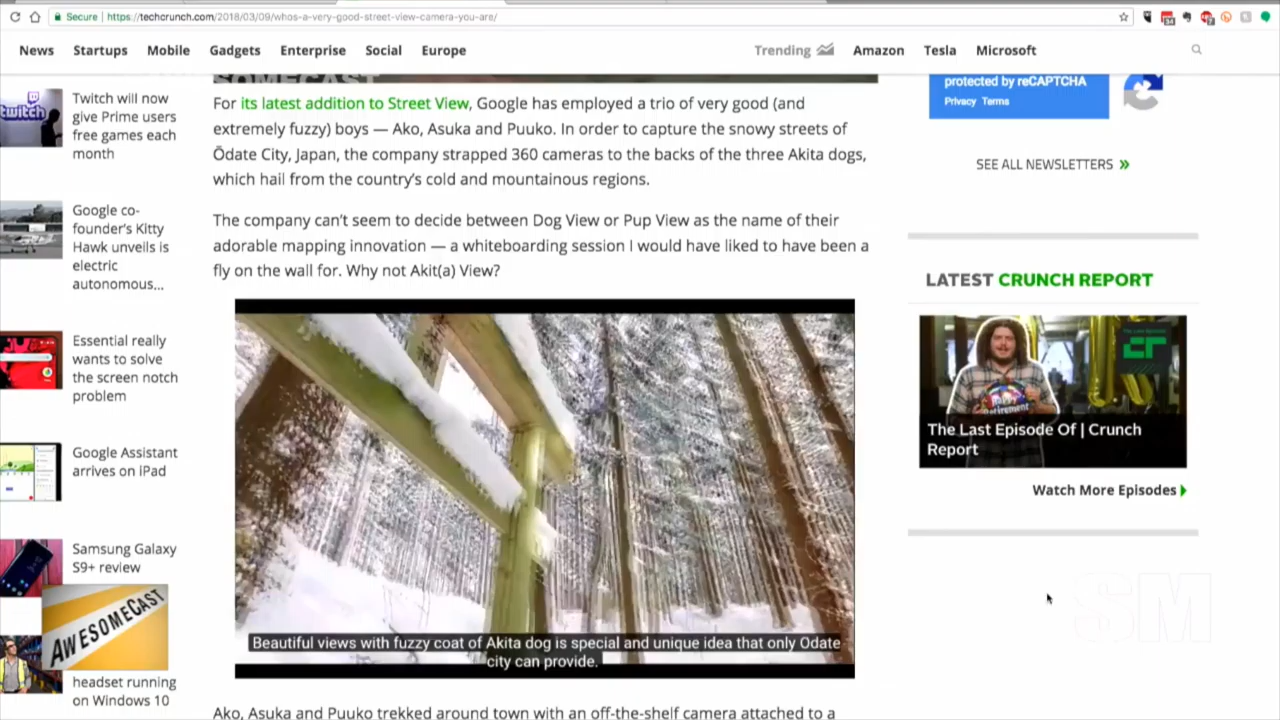 Secure | https://techcrunch.com/2018/03/09/whos-a-very-good-street-view-camera-you-are/
News Startups Mobile Gadgets Enterprise Social Europe Trending Amazon Tesla Microsoft
Twitch will now
give Prime users
free games each
month
Google co-
founder's Kitty
Hawk unveils is
electric
autonomous...
Essential really
wants to solve
the screen notch
problem
Google Assistant
arrives on iPad
Samsung Galaxy
S9+ review
AWESOMECAST
headset running
on Windows 10
twitch
SOMECAST
For its latest addition to Street View, Google has employed a trio of very good (and
extremely fuzzy) boys — Ako, Asuka and Puuko. In order to capture the snowy streets of
Ōdate City, Japan, the company strapped 360 cameras to the backs of the three Akita dogs,
which hail from the country's cold and mountainous regions.
The company can't seem to decide between Dog View or Pup View as the name of their
adorable mapping innovation — a whiteboarding session I would have liked to have been a
fly on the wall for. Why not Akit(a) View?
Beautiful views with fuzzy coat of Akita dog is special and unique idea that only Odate
city can provide.
Ako, Asuka and Puuko trekked around town with an off-the-shelf camera attached to a
protected by reCAPTCHA
Privacy Terms
SEE ALL NEWSLETTERS »
LATEST CRUNCH REPORT
The Last Episode Of | Crunch
Report
Watch More Episodes
SM